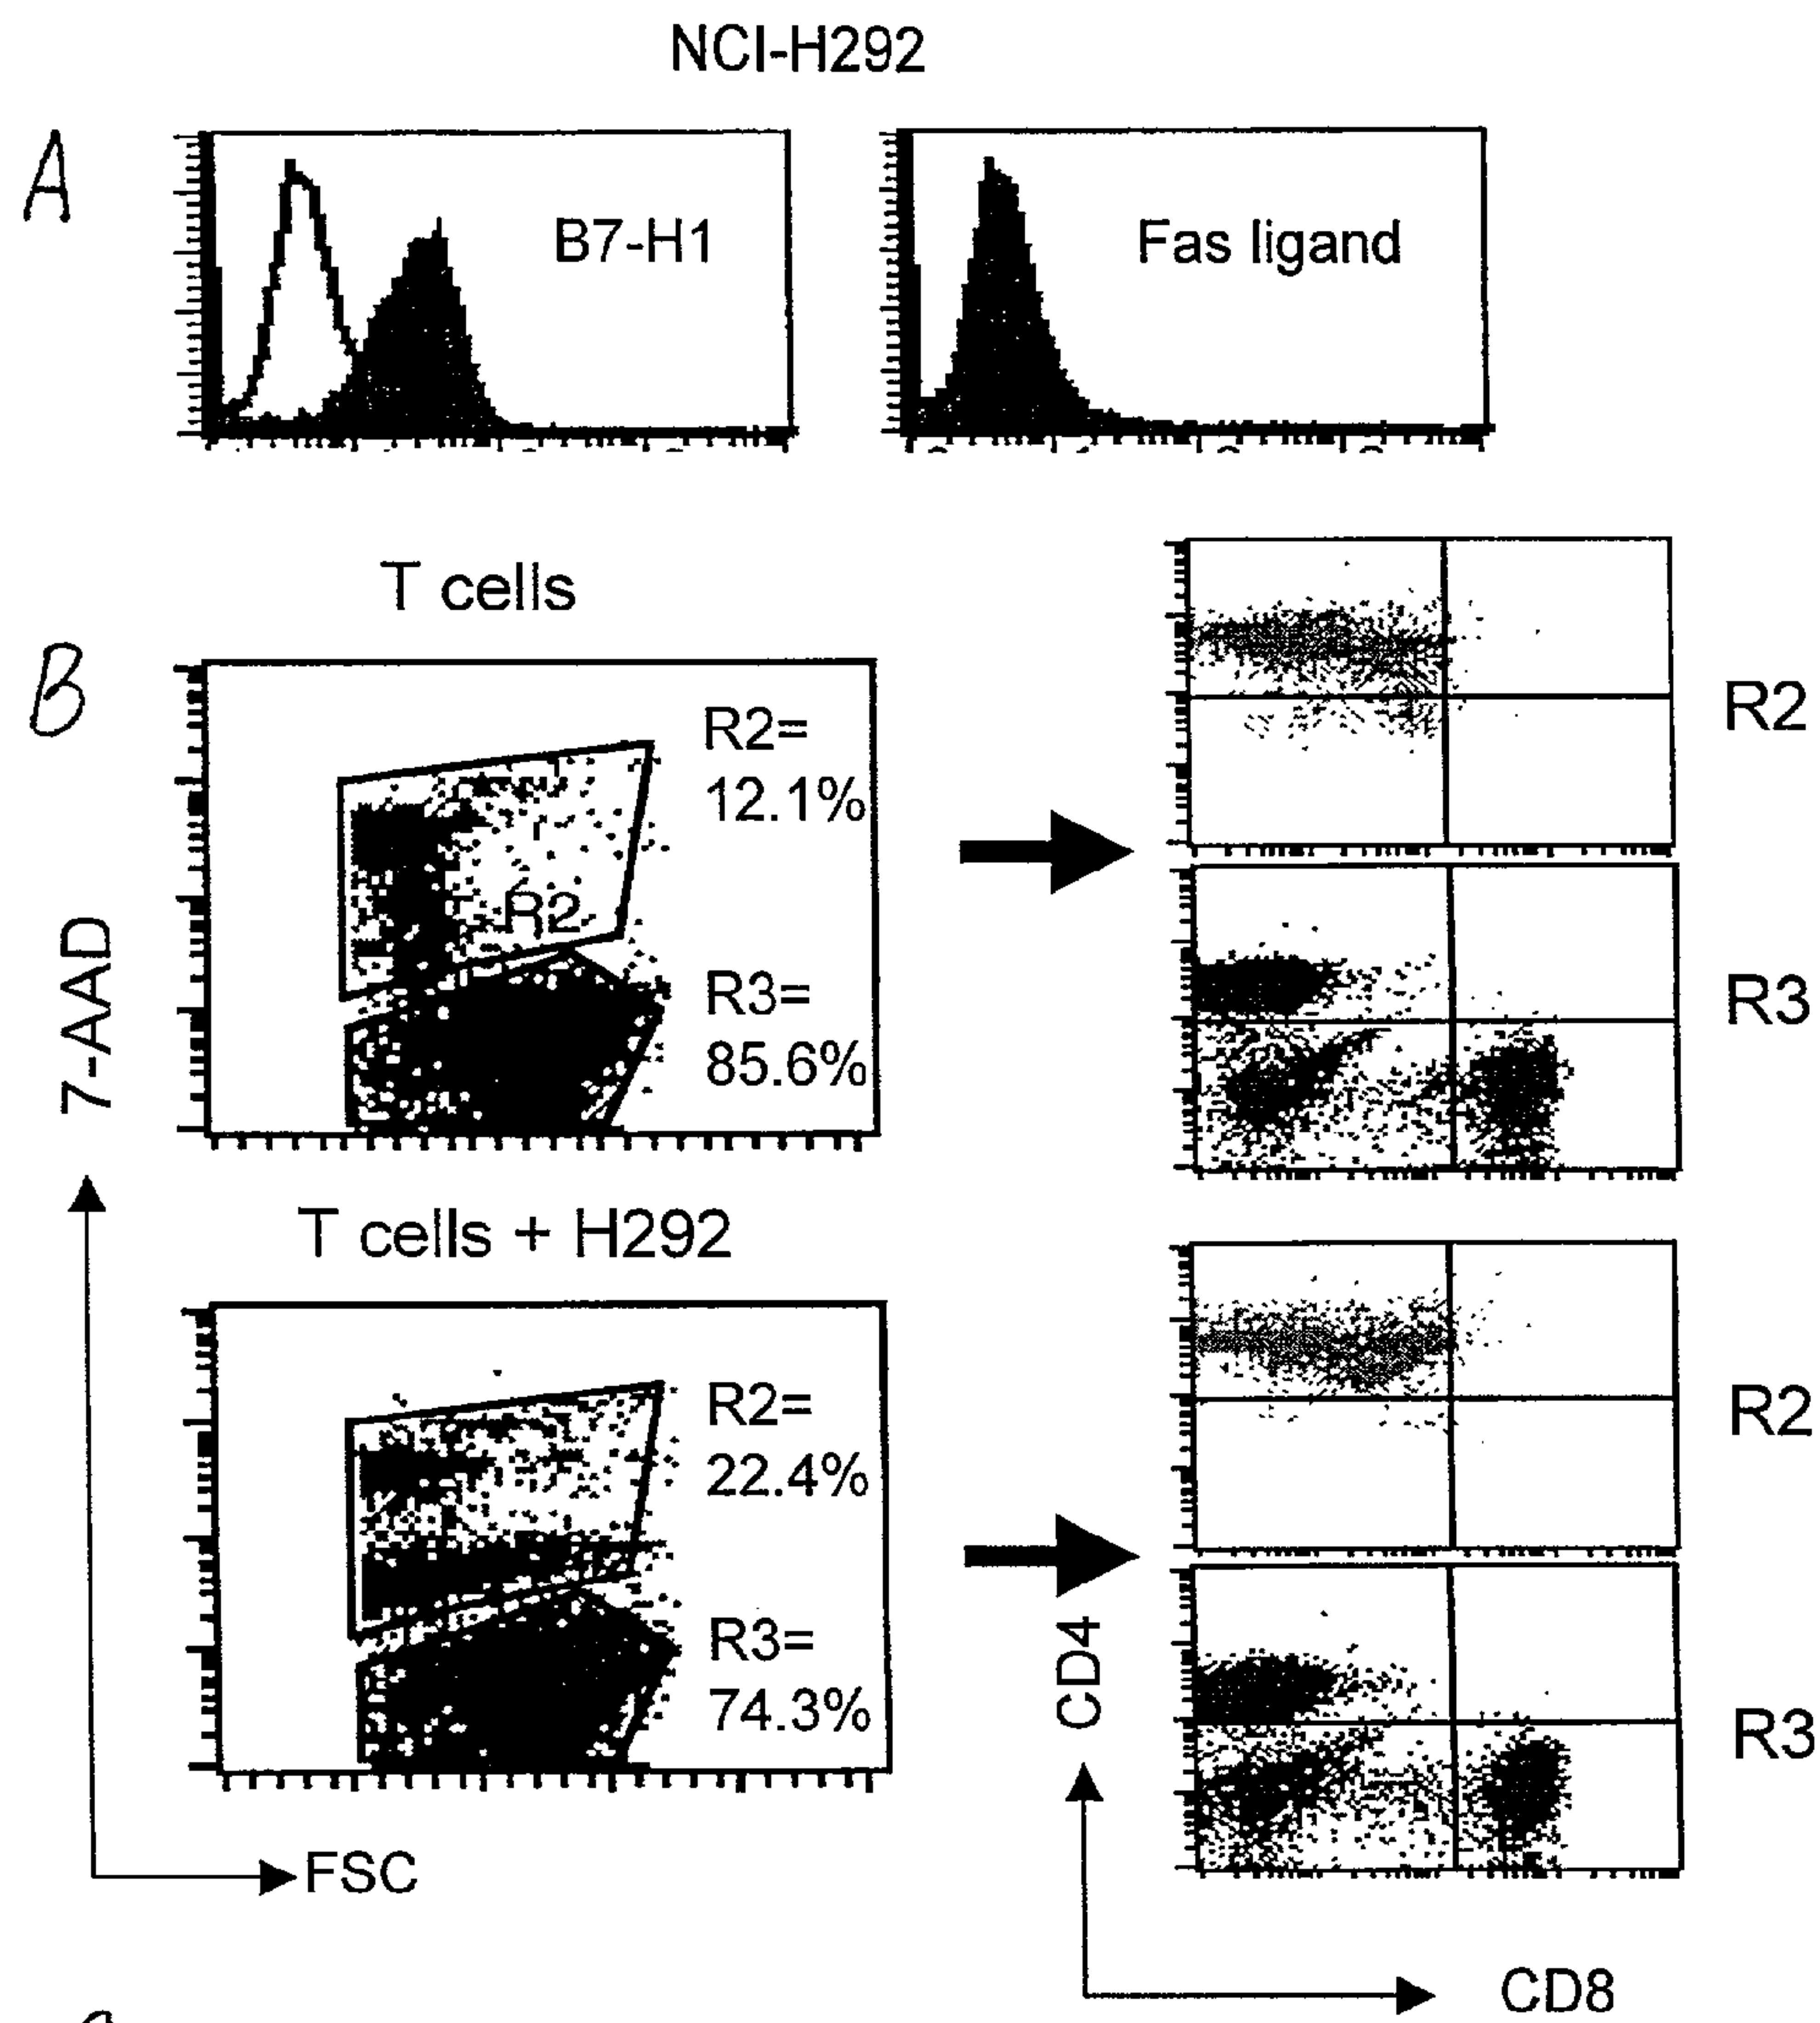 NCI-H292
A
B7-H1
Fas ligand
T cells
B
R2=
12.1%
R2
R3=
85.6%
R2
R3
7-AAD
T cells + H292
R2=
22.4%
R3=
74.3%
R2
R3
CD4
FSC
CD8